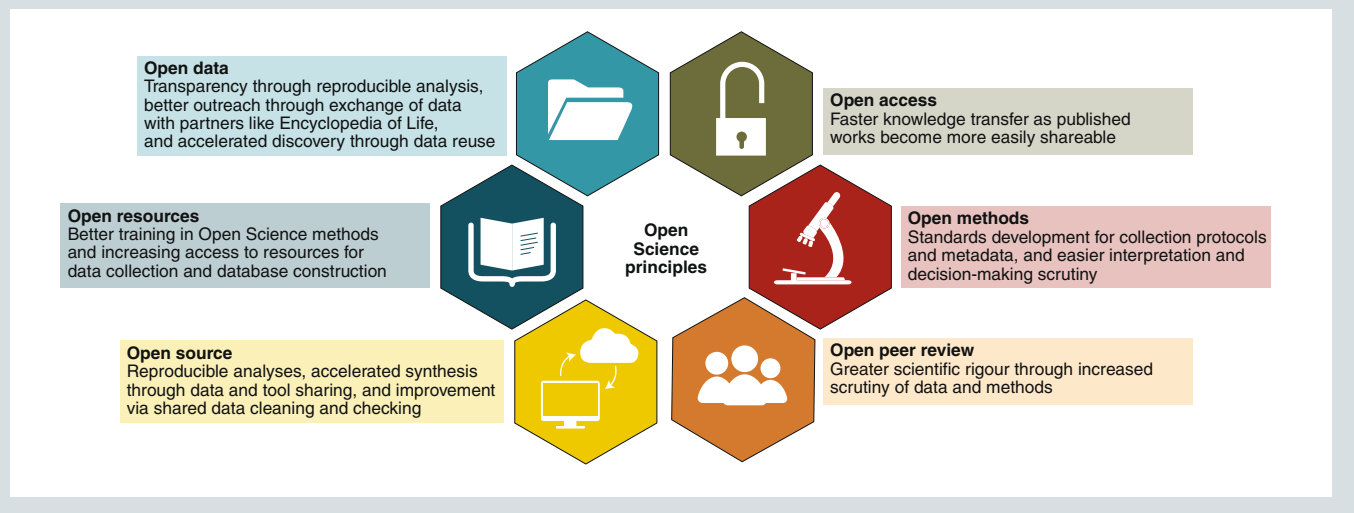 Open data
Transparency through reproducible analysis,
better outreach through exchange of data
with partners like Encyclopedia of Life,
and accelerated discovery through data reuse
Open access
Faster knowledge transfer as published
works become more easily shareable
Open resources
Better training in Open Science methods
and increasing access to resources for
data collection and database construction
Open
Science
principles
Open methods
Standards development for collection protocols
and metadata, and easier interpretation and
decision-making scrutiny
Open source
Reproducible analyses, accelerated synthesis
through data and tool sharing, and improvement
via shared data cleaning and checking
Open peer review
Greater scientific rigour through increased
scrutiny of data and methods